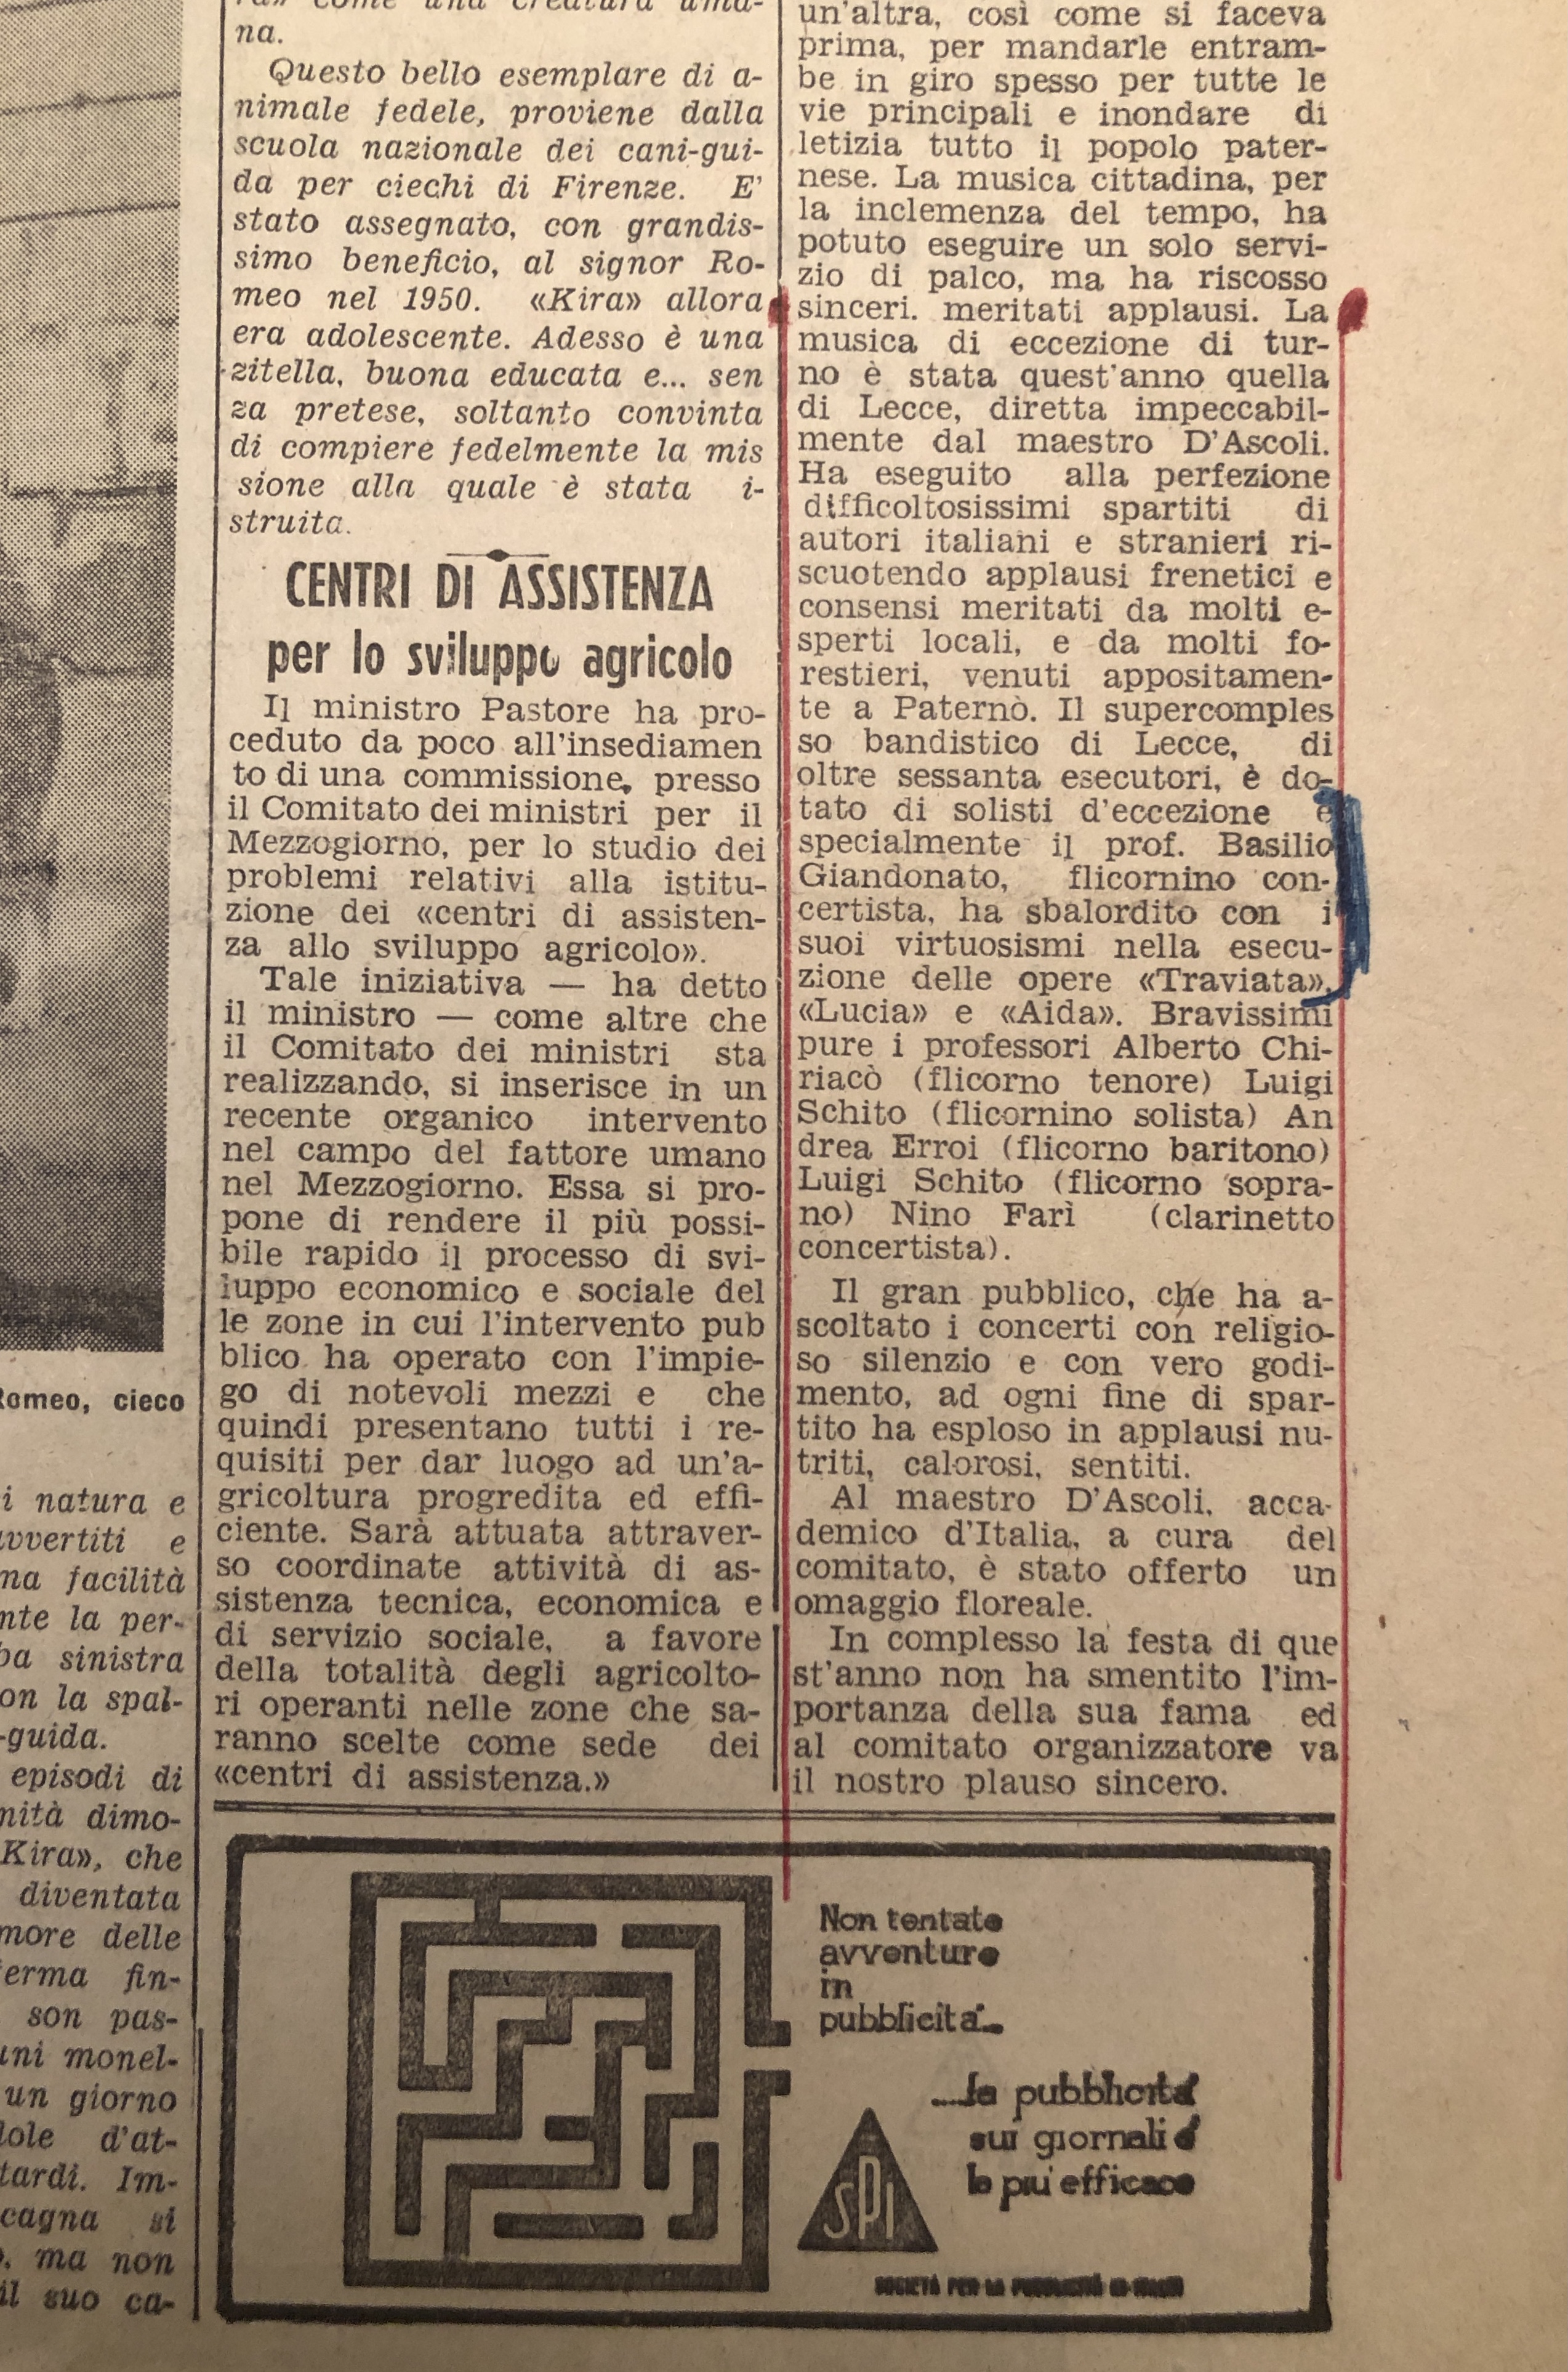 na.
Questo bello esemplare di a-
nimale fedele, proviene dalla
scuola nazionale dei cani-gui-
da per ciechi di Firenze. E'
stato assegnato, con grandis-
simo beneficio, al signor Ro-
meo nel 1950. «Kira» allora
era adolescente. Adesso è una
zitella, buona educata e... sen
za pretese, soltanto convinta
di compiere fedelmente la mis
sione alla quale è stata i-
struita.
CENTRI DI ASSISTENZA
per lo sviluppo agricolo
Il ministro Pastore ha pro-
ceduto da poco all'insediamen
to di una commissione, presso
il Comitato dei ministri per il
Mezzogiorno, per lo studio dei
problemi relativi alla istitu-
zione dei «centri di assisten-
za allo sviluppo agricolo».
Tale iniziativa — ha detto
il ministro — come altre che
il Comitato dei ministri sta
realizzando, si inserisce in un
recente organico intervento
nel campo del fattore umano
nel Mezzogiorno. Essa si pro-
pone di rendere il più possi-
bile rapido il processo di svi-
luppo economico e sociale del
le zone in cui l'intervento pub
blico ha operato con l'impie-
go di notevoli mezzi e che
quindi presentano tutti i re-
quisiti per dar luogo ad un'a-
gricoltura progredita ed effi-
ciente. Sarà attuata attraver-
so coordinate attività di as-
sistenza tecnica, economica e
di servizio sociale, a favore
della totalità degli agricolto-
ri operanti nelle zone che sa-
ranno scelte come sede dei
«centri di assistenza.»
un'altra, così come si faceva
prima, per mandarle entram-
be in giro spesso per tutte le
vie principali e inondare di
letizia tutto il popolo pater-
nese. La musica cittadina, per
la inclemenza del tempo, ha
potuto eseguire un solo servi-
zio di palco, ma ha riscosso
sinceri. meritati applausi. La
musica di eccezione di tur-
no è stata quest'anno quella
di Lecce, diretta impeccabil-
mente dal maestro D'Ascoli.
Ha eseguito alla perfezione
difficoltosissimi spartiti di
autori italiani e stranieri ri-
scuotendo applausi frenetici e
consensi meritati da molti e-
sperti locali, e da molti fo-
restieri, venuti appositamen-
te a Paternò. Il supercomples
so bandistico di Lecce, di
oltre sessanta esecutori, è do-
tato di solisti d'eccezione e
specialmente il prof. Basilio
Giandonato, flicornino con-
certista, ha sbalordito con i
suoi virtuosismi nella esecu-
zione delle opere «Traviata»,
«Lucia» e «Aida». Bravissimi
pure i professori Alberto Chi-
riacò (flicorno tenore) Luigi
Schito (flicornino solista) An
drea Erroi (flicorno baritono)
Luigi Schito (flicorno sopra-
no) Nino Farì (clarinetto
concertista).
Il gran pubblico, che ha a-
scoltato i concerti con religio-
so silenzio e con vero godi-
mento, ad ogni fine di spar-
tito ha esploso in applausi nu-
triti, calorosi, sentiti.
Al maestro D'Ascoli, acca-
demico d'Italia, a cura del
comitato, è stato offerto un
omaggio floreale.
In complesso la festa di que
st'anno non ha smentito l'im-
portanza della sua fama ed
al comitato organizzatore va
il nostro plauso sincero.
Romeo, cieco
i natura e
avvertiti e
facilità
la per-
sinistra
la spal-
-guida.
episodi di
dimo-
Kira», che
diventata
delle
fin-
son pas-
monel-
un giorno
d'at-
Im-
si
ma non
il suo ca-
Non tentate
avventure
in
pubblicità...
....la pubblicità
sui giornali è
la più efficace
SPI
SOCIETÀ PER LA PUBBLICITÀ IN ITALIA